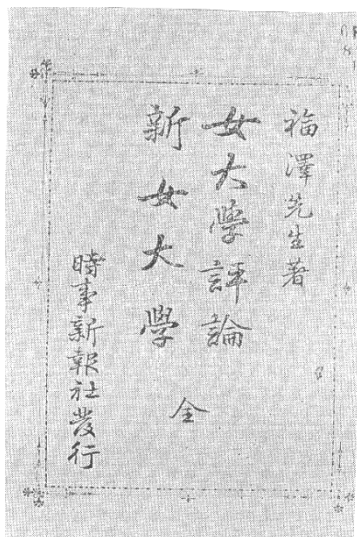 福澤先生著
女大學評論
新女大學
全
時事新報社發行